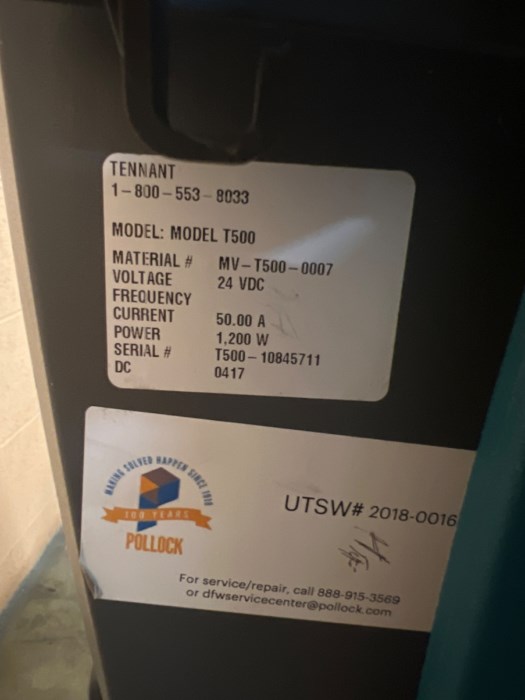 TENNANT
1-800-553-8033
MODEL: MODEL T500
MATERIAL # MV-T500-0007
VOLTAGE 24 VDC
FREQUENCY
CURRENT 50.00 A
POWER 1,200 W
SERIAL # T500-10845711
DC 0417
MAKING SOLVED HAPPEN SINCE 1918
100 YEARS
POLLOCK
UTSW# 2018-0016
For service/repair, call 888-915-3569
or dfwservicecenter@pollock.com